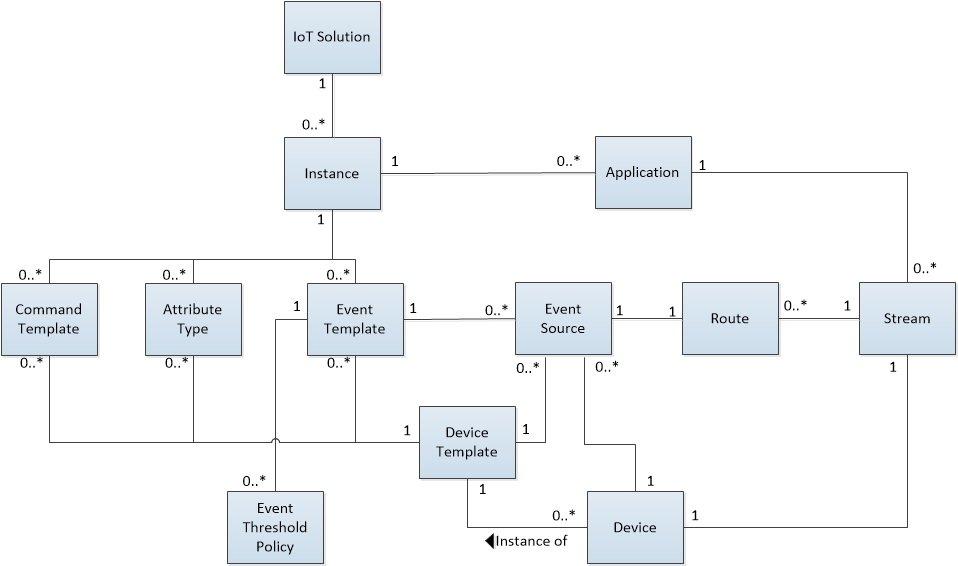 IoT Solution
1
0..*
Instance
1
0..*
Application
1
1
0..*
0..*
0..*
0..*
Command
Template
Attribute
Type
1
Event
Template
1
0..*
Event
Source
1
1
Route
0..*
1
Stream
0..*
0..*
0..*
0..*
0..*
1
1
Device
Template
1
0..*
1
1
0..*
Device
1
Event
Threshold
Policy
◀Instance of